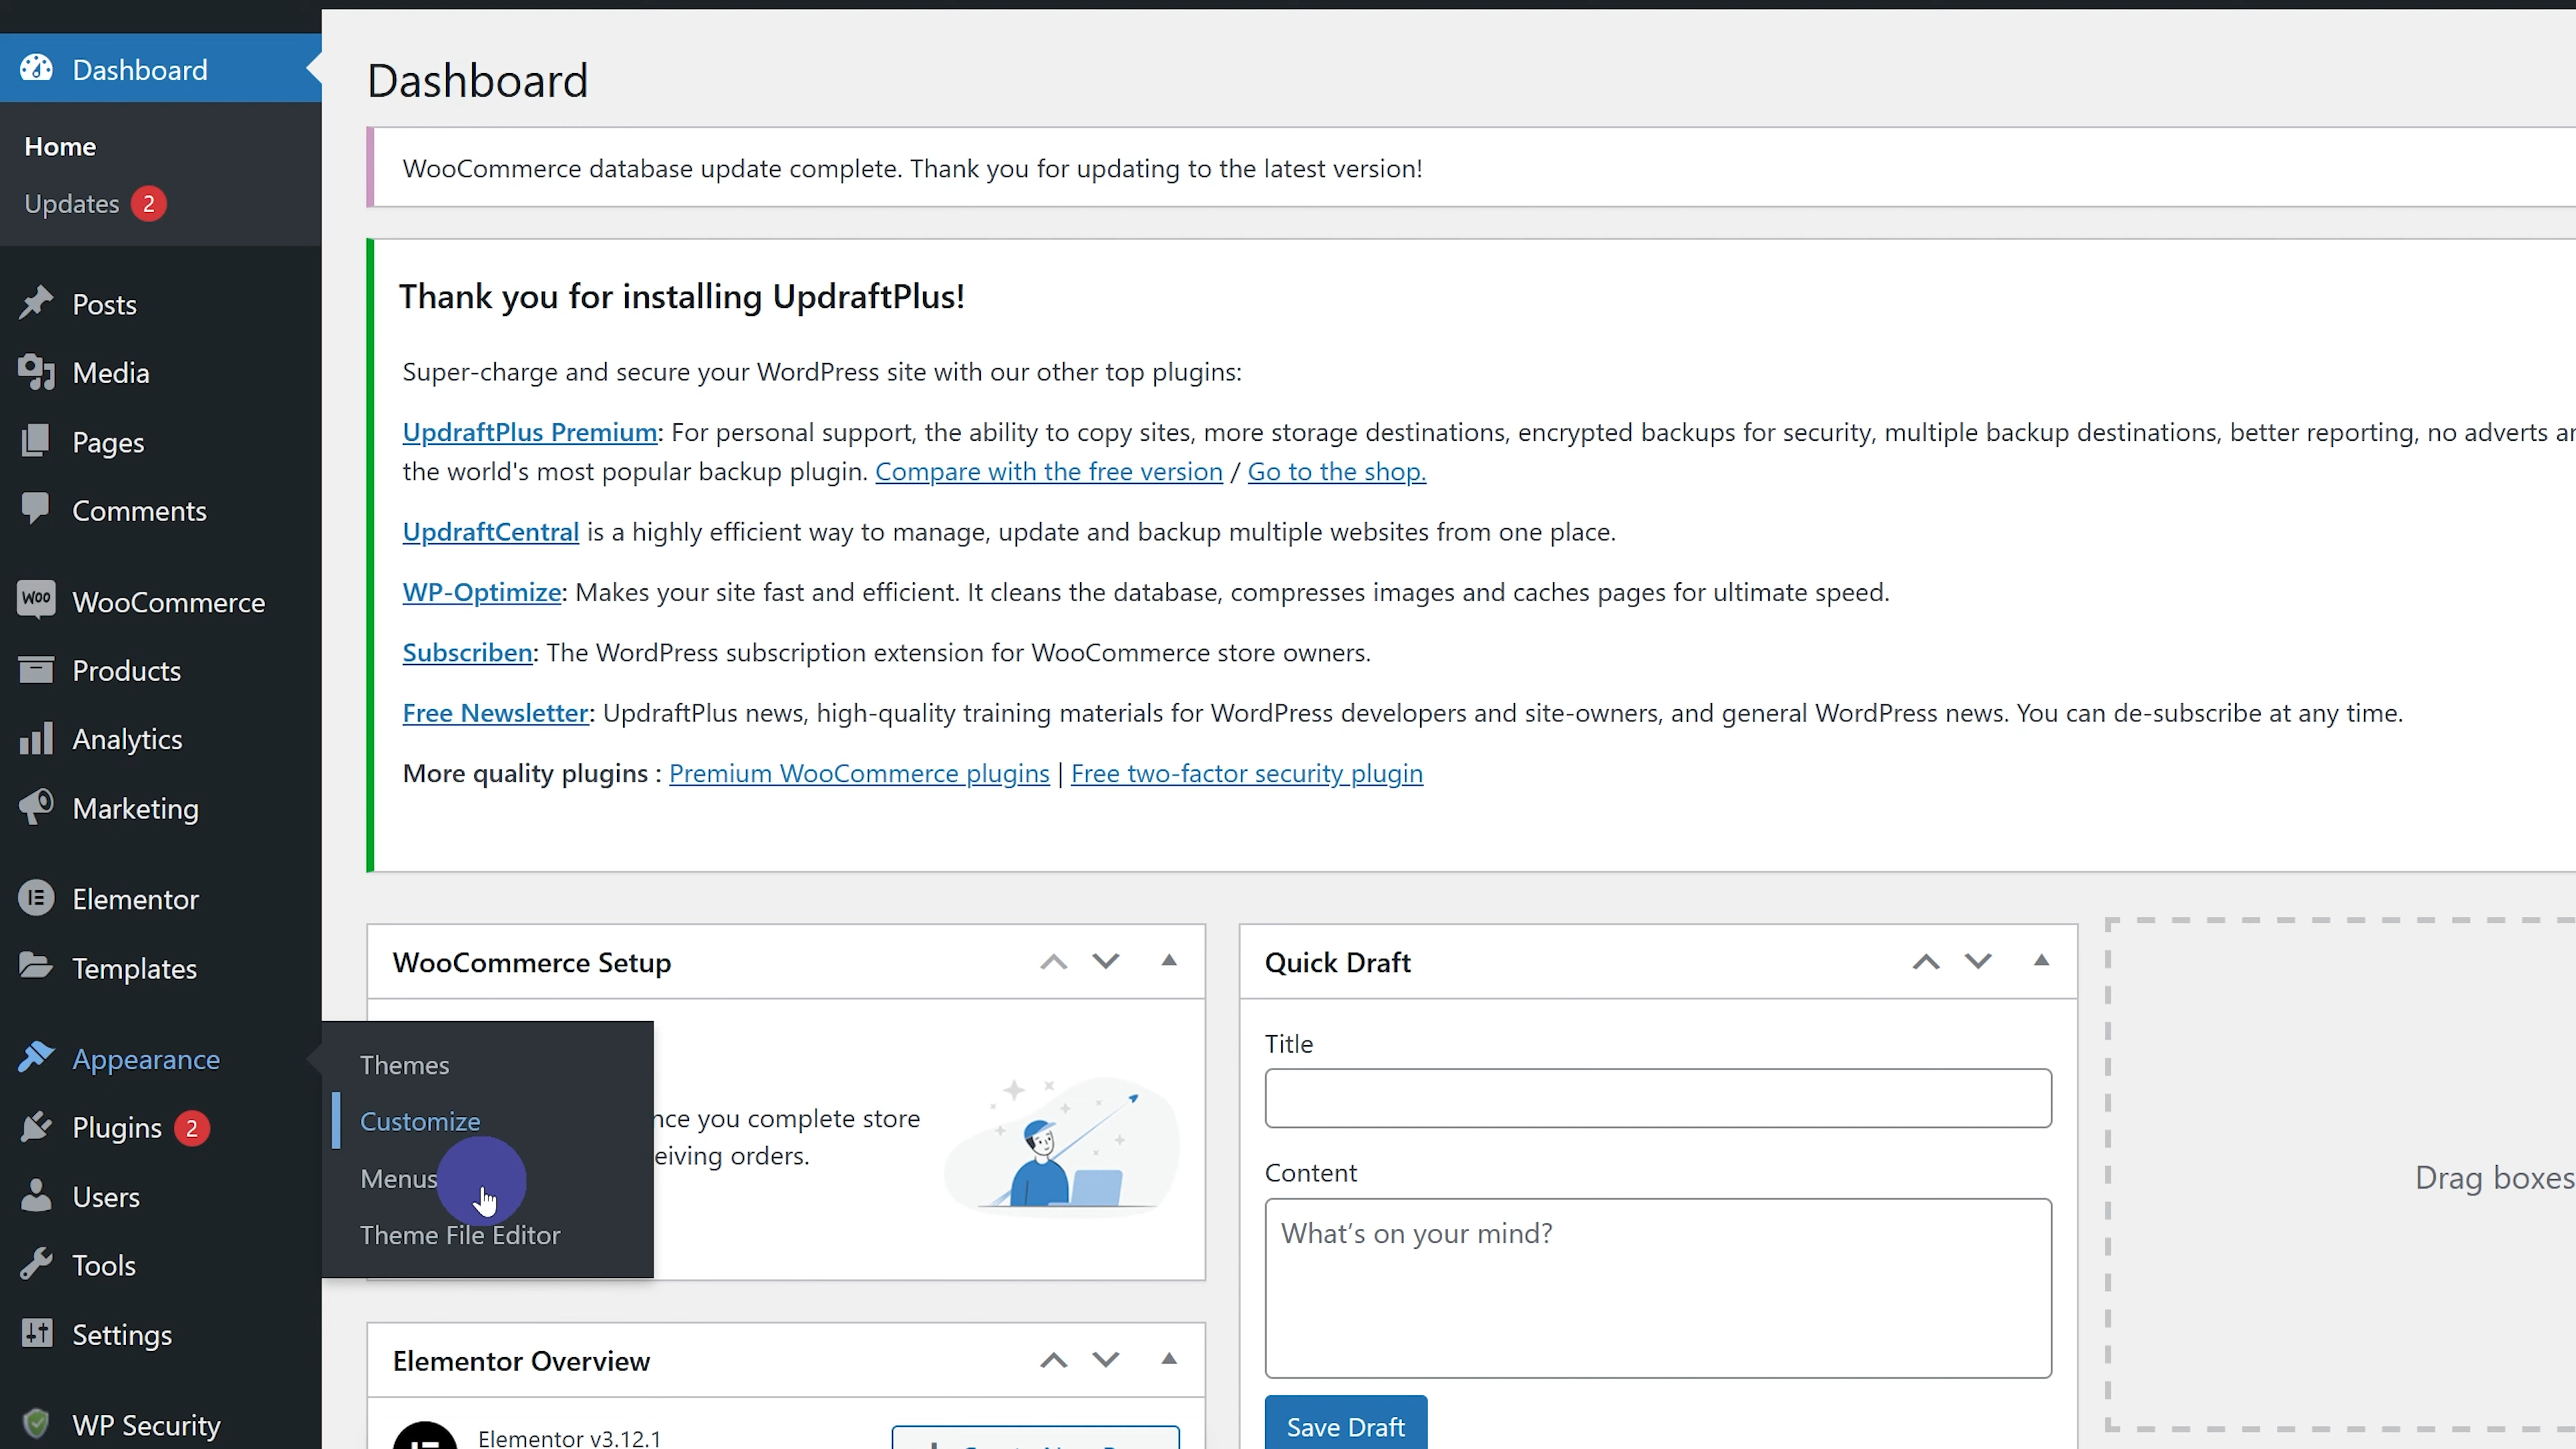 Dashboard
Home
Updates 2
Posts
Media
Pages
Comments
WOO WooCommerce
Products
Analytics
Marketing
Elementor
Templates
Appearance
Plugins 2
Users
Tools
Settings
WP Security
Themes
Customize
Menus
Theme File Editor
Dashboard
WooCommerce database update complete. Thank you for updating to the latest version!
Thank you for installing UpdraftPlus!
Super-charge and secure your WordPress site with our other top plugins:
UpdraftPlus Premium: For personal support, the ability to copy sites, more storage destinations, encrypted backups for security, multiple backup destinations, better reporting, no adverts
the world's most popular backup plugin. Compare with the free version / Go to the shop.
UpdraftCentral is a highly efficient way to manage, update and backup multiple websites from one place.
WP-Optimize: Makes your site fast and efficient. It cleans the database, compresses images and caches pages for ultimate speed.
Subscriben: The WordPress subscription extension for WooCommerce store owners.
Free Newsletter: UpdraftPlus news, high-quality training materials for WordPress developers and site-owners, and general WordPress news. You can de-subscribe at any time.
More quality plugins : Premium WooCommerce plugins | Free two-factor security plugin
WooCommerce Setup
you complete store
orders.
Elementor Overview
Elementor v3.12.1
Quick Draft
Title
Content
What's on your mind?
Save Draft
Drag boxes